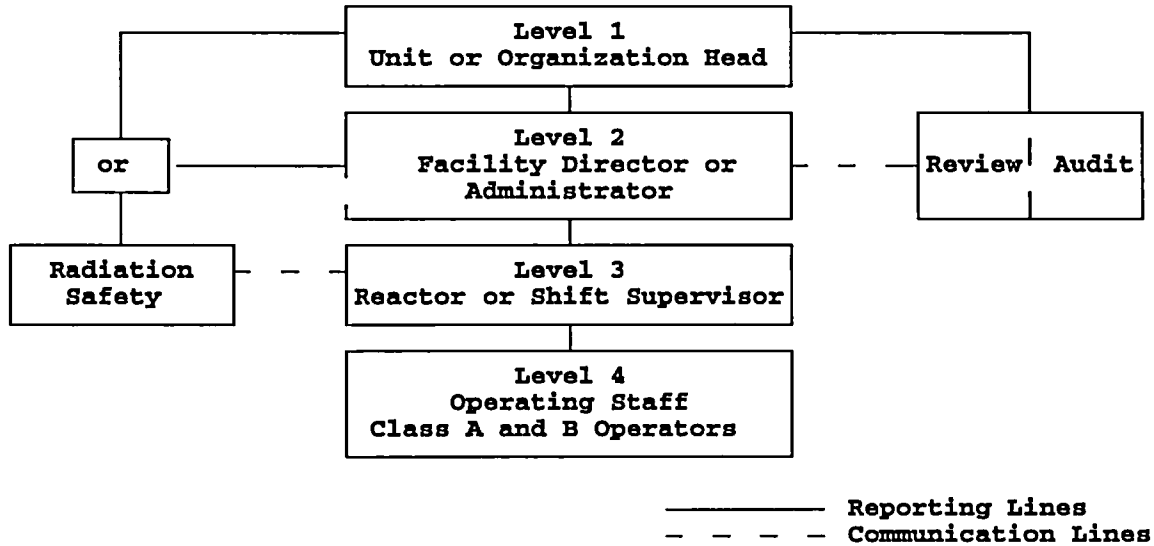 Level 1
Unit or Organization Head
or
Level 2
Facility Director or
Administrator
Review
Audit
Radiation
Safety
Level 3
Reactor or Shift Supervisor
Level 4
Operating Staff
Class A and B Operators
Reporting Lines
Communication Lines